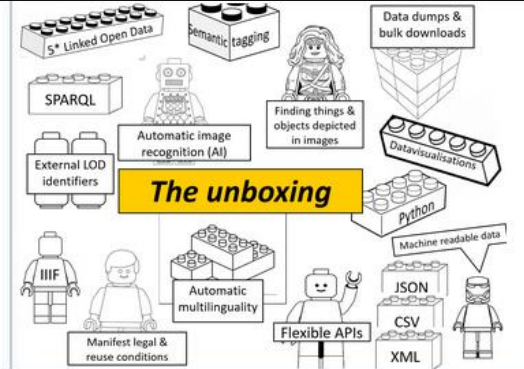 5* Linked Open Data
Semantic tagging
Data dumps &
bulk downloads
SPARQL
Automatic image
recognition (AI)
Finding things &
objects depicted
in images
Datavisualisations
External LOD
identifiers
The unboxing
Python
Machine readable data
IIIF
Automatic
multilinguality
JSON
CSV
XML
Manifest legal &
reuse conditions
Flexible APIs